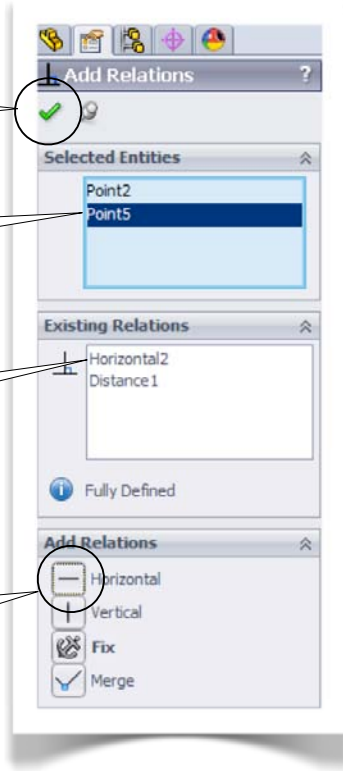 Add Relations ?
Selected Entities
Point2
Point5
Existing Relations
Horizontal2
Distance1
Fully Defined
Add Relations
Horizontal
Vertical
Fix
Merge